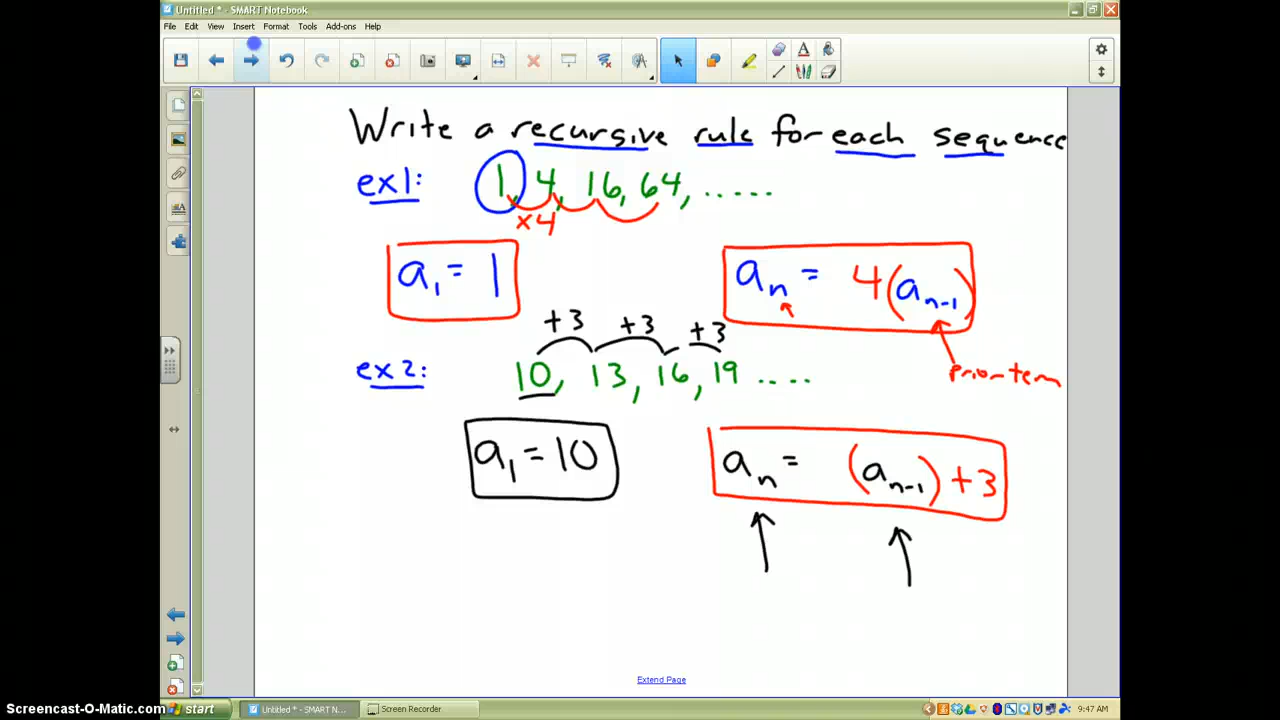 Untitled * - SMART Notebook
File Edit View Insert Format Tools Add-ons Help
Write a recursive rule for each sequence
ex1: 1, 4, 16, 64, .....
x4
a₁ = 1
aₙ = 4(aₙ₋₁)
prior term
+3 +3 +3
ex2: 10, 13, 16, 19 ....
a₁ = 10
aₙ = (aₙ₋₁) + 3
Extend Page
Screencast-O-Matic.com
start
Untitled * - SMART N...
Screen Recorder
9:47 AM